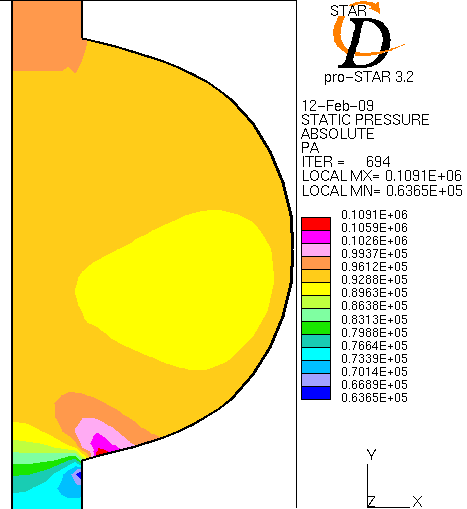 STAR
D
pro-STAR 3.2
12-Feb-09
STATIC PRESSURE
ABSOLUTE
PA
ITER = 694
LOCAL MX= 0.1091E+06
LOCAL MN= 0.6365E+05
0.1091E+06
0.1059E+06
0.1026E+06
0.9937E+05
0.9612E+05
0.9288E+05
0.8963E+05
0.8638E+05
0.8313E+05
0.7988E+05
0.7664E+05
0.7339E+05
0.7014E+05
0.6689E+05
0.6365E+05
Y
Z X